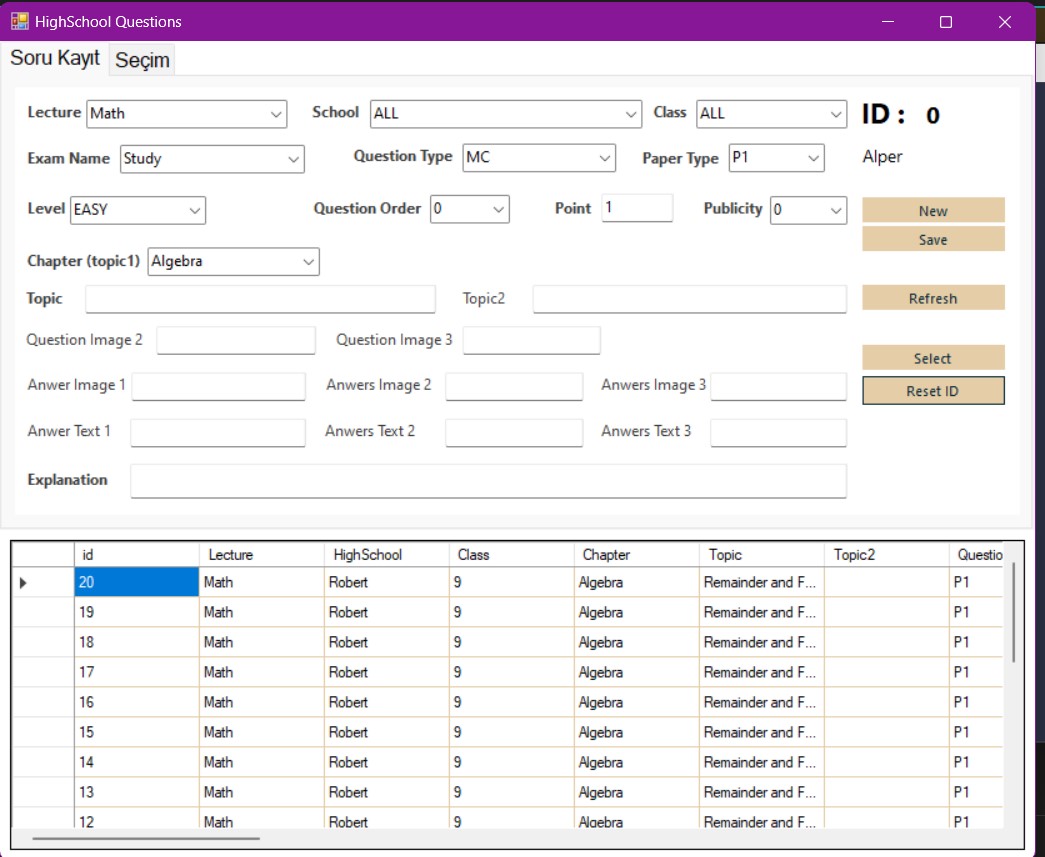 HighSchool Questions
Soru Kayıt Seçim
Lecture Math School ALL Class ALL ID : 0
Exam Name Study Question Type MC Paper Type P1 Alper
Level EASY Question Order 0 Point 1 Publicity 0 New
Save
Chapter (topic1) Algebra
Topic Topic2 Refresh
Question Image 2 Question Image 3
Select
Anwer Image 1 Anwers Image 2 Anwers Image 3 Reset ID
Anwer Text 1 Anwers Text 2 Anwers Text 3
Explanation
id Lecture HighSchool Class Chapter Topic Topic2 Questio
20 Math Robert 9 Algebra Remainder and F... P1
19 Math Robert 9 Algebra Remainder and F... P1
18 Math Robert 9 Algebra Remainder and F... P1
17 Math Robert 9 Algebra Remainder and F... P1
16 Math Robert 9 Algebra Remainder and F... P1
15 Math Robert 9 Algebra Remainder and F... P1
14 Math Robert 9 Algebra Remainder and F... P1
13 Math Robert 9 Algebra Remainder and F... P1
12 Math Robert 9 Algebra Remainder and F... P1